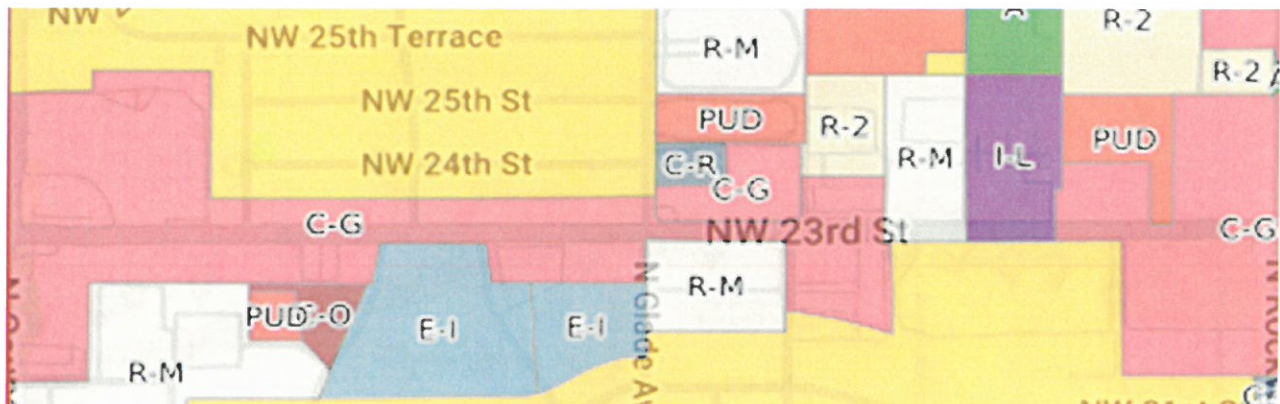 NW
NW 25th Terrace
R-M
A
R-2
R-2
NW 25th St
PUD
R-2
PUD
NW 24th St
C-R
R-M
I-L
C-G
C-G
NW 23rd St
C-G
R-M
N Glade Av
PUD
C-O
E-I
E-I
R-M
N Rock